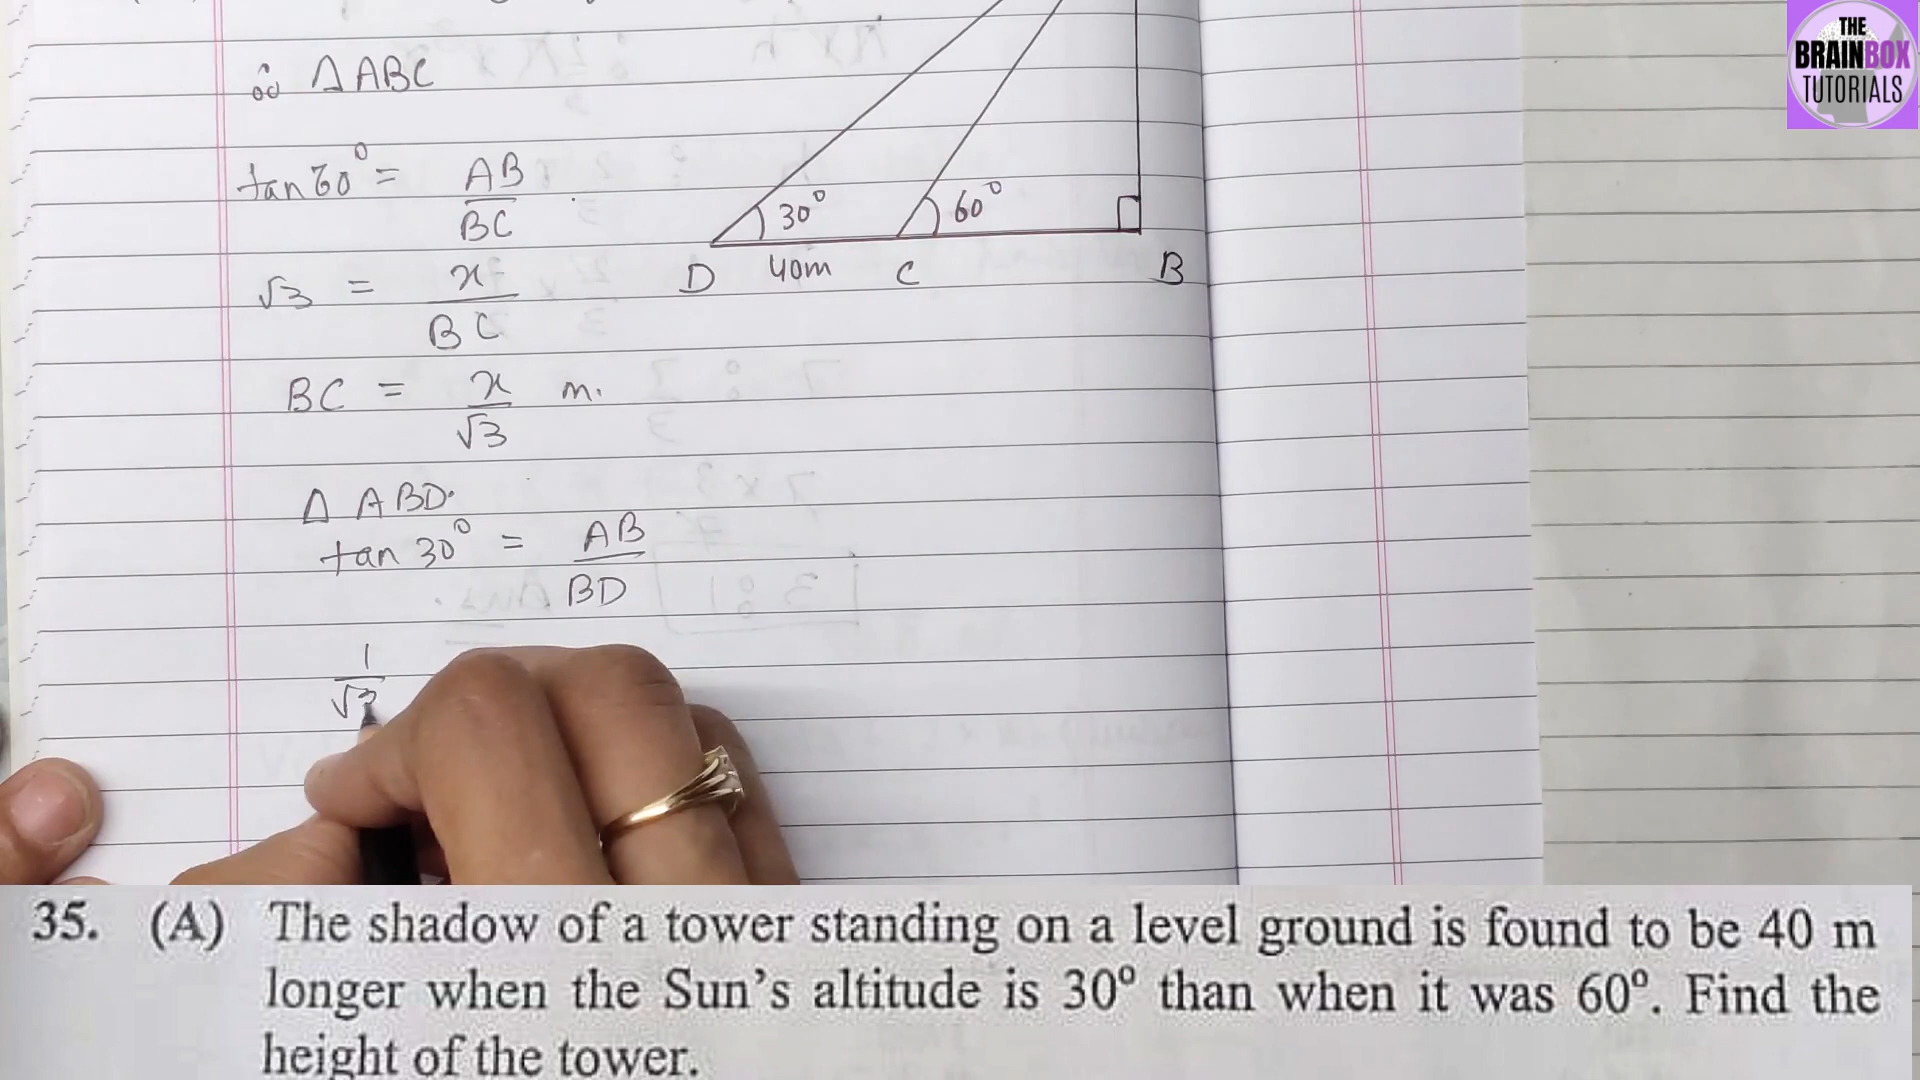 THE
BRAINBOX
TUTORIALS
∴ △ABC
tan 60° = AB / BC
√3 = x / BC
BC = x / √3 m.
△ ABD.
tan 30° = AB / BD
1 / √3
30°
60°
D 40m C B
35. (A) The shadow of a tower standing on a level ground is found to be 40 m
longer when the Sun's altitude is 30° than when it was 60°. Find the
height of the tower.